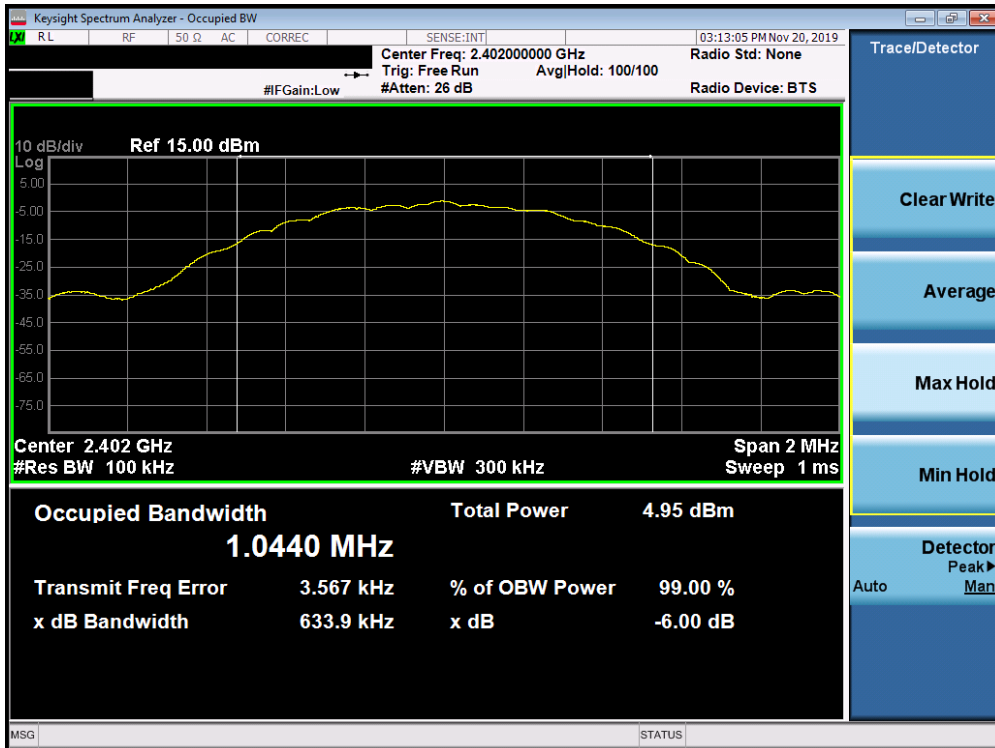 Keysight Spectrum Analyzer - Occupied BW
LXI RL RF 50 Ω AC CORREC SENSE:INT 03:13:05 PM Nov 20, 2019
Center Freq: 2.402000000 GHz Radio Std: None
Trig: Free Run Avg|Hold: 100/100
#IFGain:Low #Atten: 26 dB Radio Device: BTS
10 dB/div Ref 15.00 dBm
Log
5.00
-5.00
-15.0
-25.0
-35.0
-45.0
-55.0
-65.0
-75.0
Center 2.402 GHz Span 2 MHz
#Res BW 100 kHz #VBW 300 kHz Sweep 1 ms
Occupied Bandwidth Total Power 4.95 dBm
1.0440 MHz
Transmit Freq Error 3.567 kHz % of OBW Power 99.00 %
x dB Bandwidth 633.9 kHz x dB -6.00 dB
MSG STATUS
Trace/Detector
Clear Write
Average
Max Hold
Min Hold
Detector
Peak▶
Auto Man